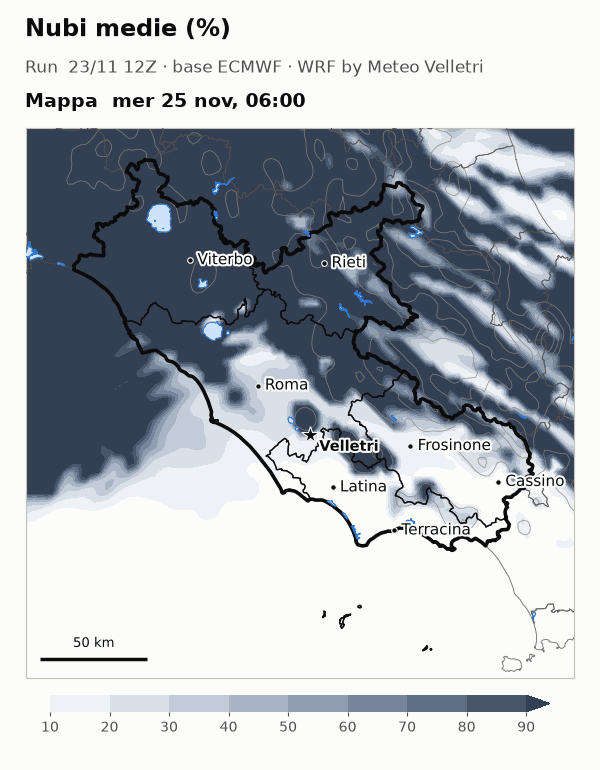 Nubi medie (%)
Run  23/11 12Z · base ECMWF · WRF by Meteo Velletri
Mappa  mer 25 nov, 06:00
Viterbo
Rieti
Roma
Velletri
Frosinone
Cassino
Latina
Terracina
50 km
10 20 30 40 50 60 70 80 90